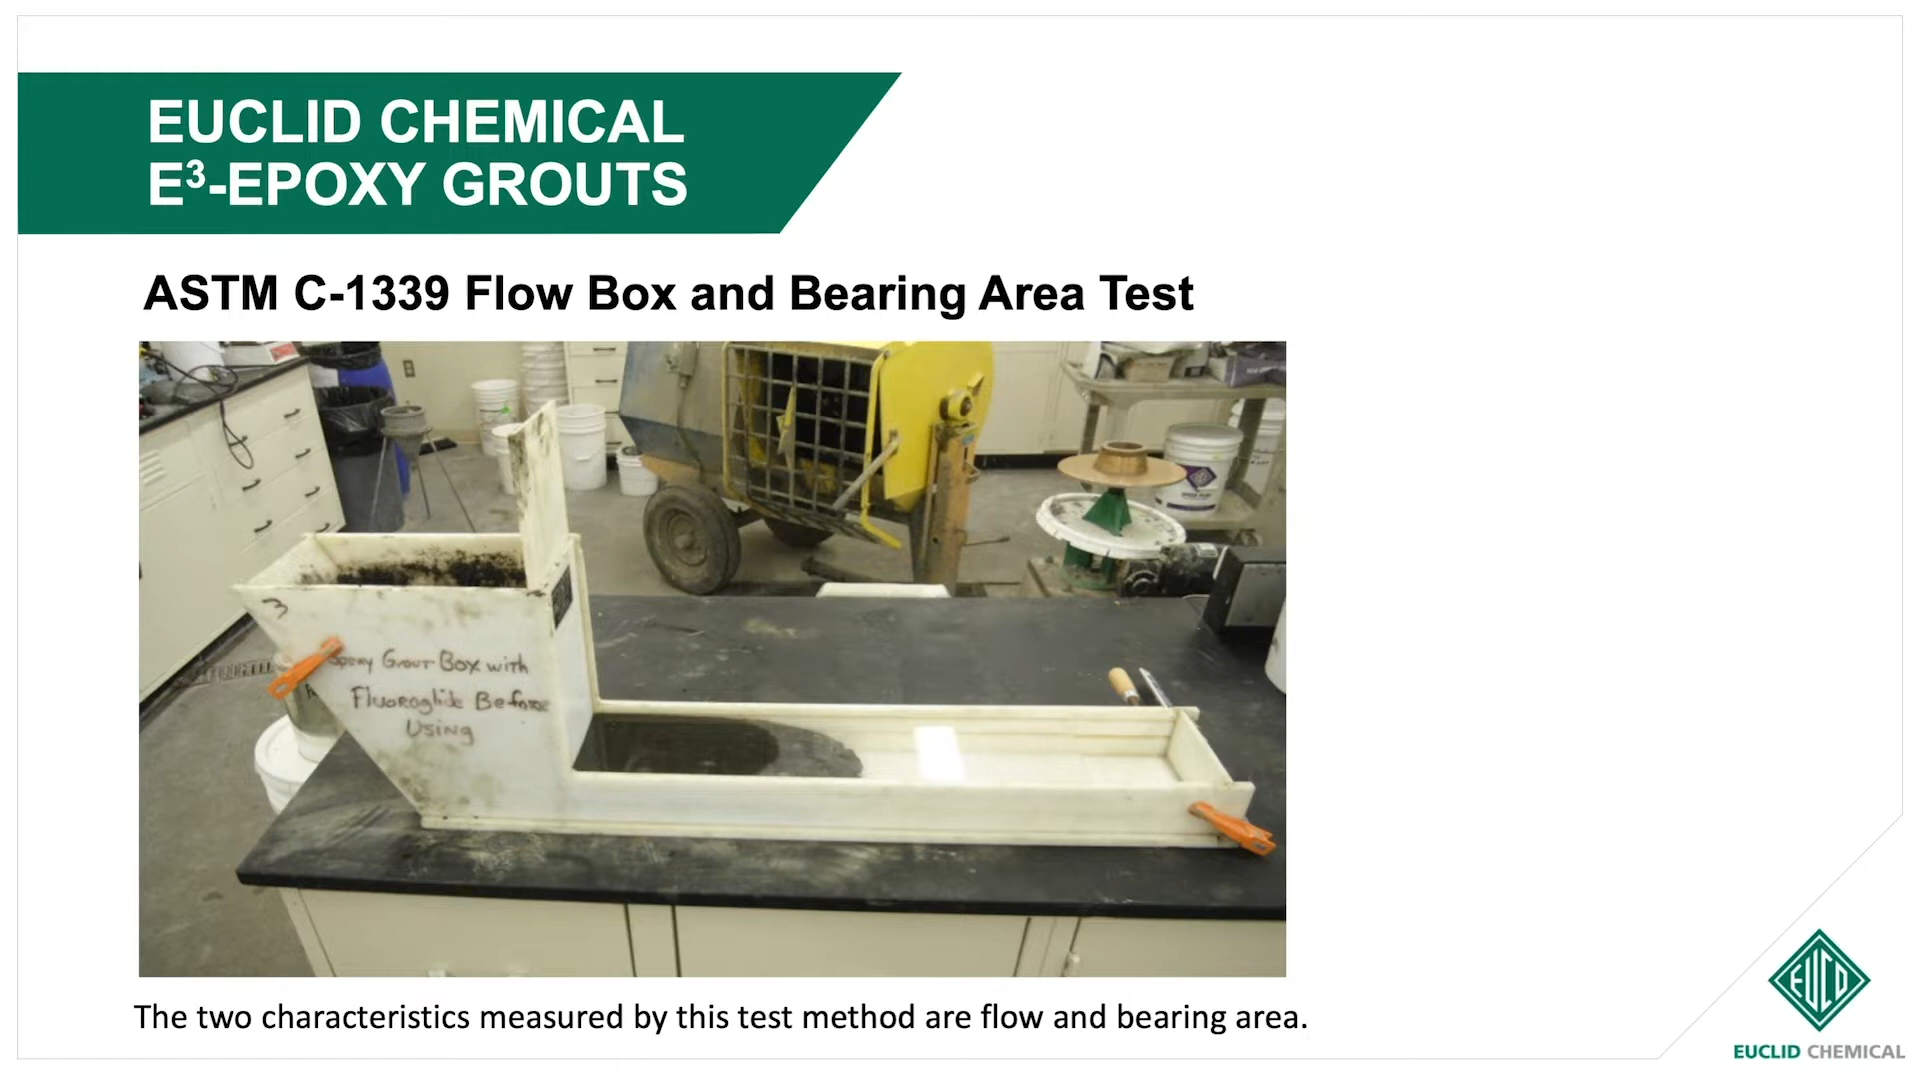 EUCLID CHEMICAL
E³-EPOXY GROUTS
ASTM C-1339 Flow Box and Bearing Area Test
3
Grout Box with
Fluoroglide Before
Using
The two characteristics measured by this test method are flow and bearing area.
EUCO
EUCLID CHEMICAL